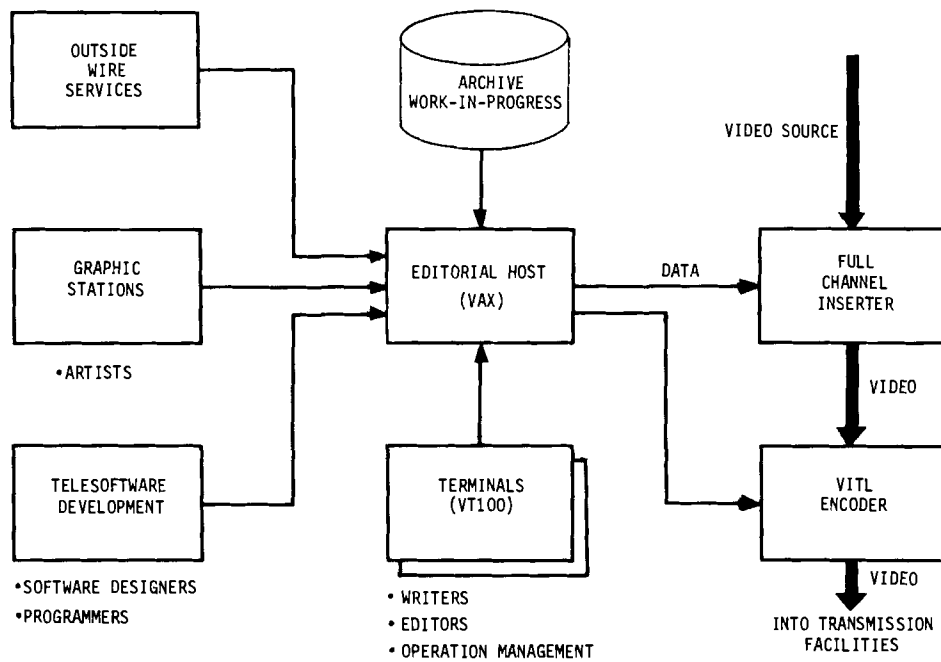 OUTSIDE
WIRE
SERVICES
ARCHIVE
WORK-IN-PROGRESS
VIDEO SOURCE
GRAPHIC
STATIONS
•ARTISTS
EDITORIAL HOST
(VAX)
DATA
FULL
CHANNEL
INSERTER
VIDEO
TELESOFTWARE
DEVELOPMENT
•SOFTWARE DESIGNERS
•PROGRAMMERS
TERMINALS
(VT100)
• WRITERS
• EDITORS
• OPERATION MANAGEMENT
VITL
ENCODER
VIDEO
INTO TRANSMISSION
FACILITIES